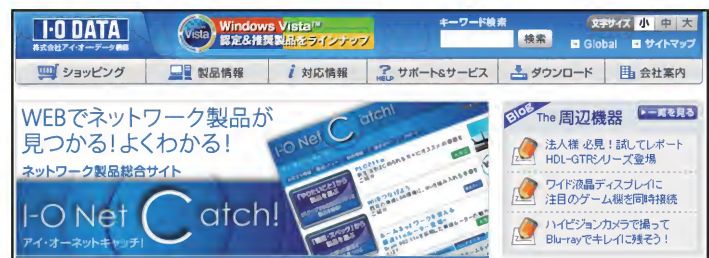 I·O DATA
株式会社アイ・オー・データ機器
Vista
Windows Vista™
認定&推奨製品をラインナップ
キーワード検索
検索
文字サイズ 小 中 大
Global サイトマップ
ショッピング 製品情報 i 対応情報 ? HELP サポート&サービス ダウンロード 会社案内
WEBでネットワーク製品が
見つかる!よくわかる!
ネットワーク製品総合サイト
I-O Net Catch!
アイ・オーネットキャッチ!
I-O Net Catch!
Blog The 周辺機器 一覧を見る
法人様 必見!試してレポート
HDL-GTRシリーズ登場
ワイド液晶ディスプレイに
注目のゲーム機を同時接続
ハイビジョンカメラで撮って
Blu-rayでキレイに残そう!